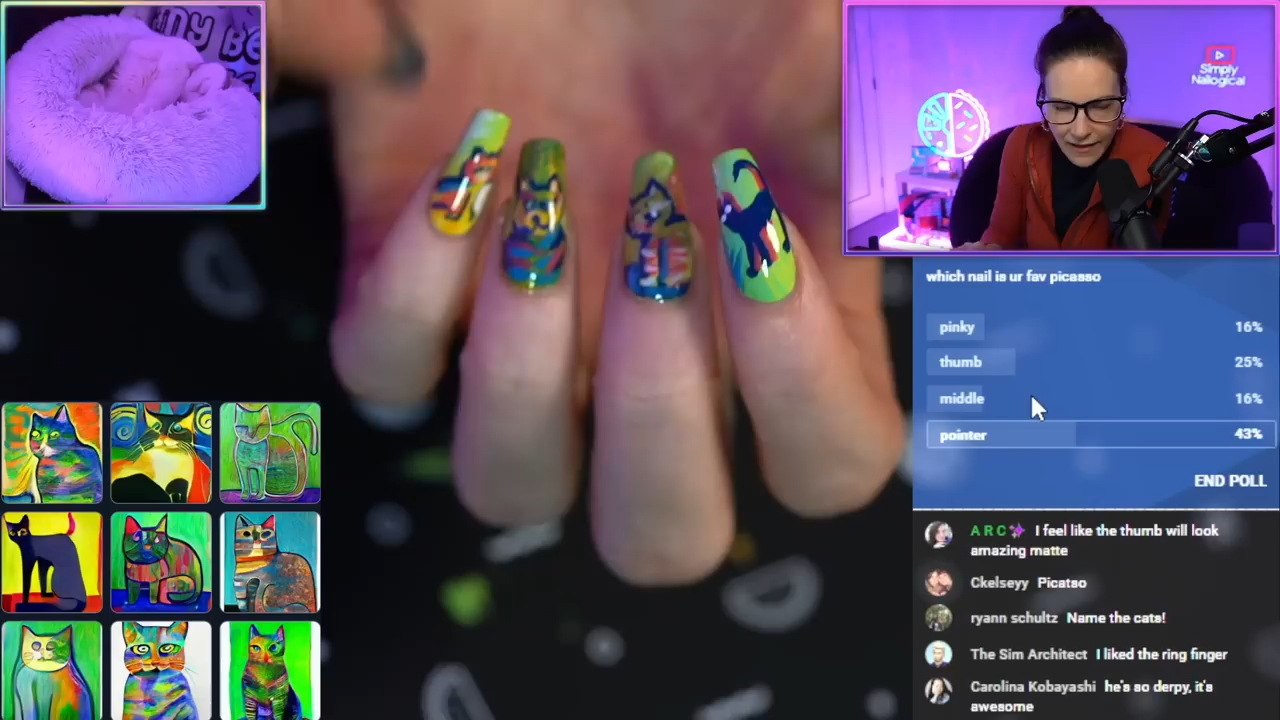 Simply
Nailogical
which nail is ur fav picasso
pinky 16%
thumb 25%
middle 16%
pointer 43%
END POLL
A R C I feel like the thumb will look
amazing matte
Ckelseyy Picatso
ryann schultz Name the cats!
The Sim Architect I liked the ring finger
Carolina Kobayashi he's so derpy, it's
awesome